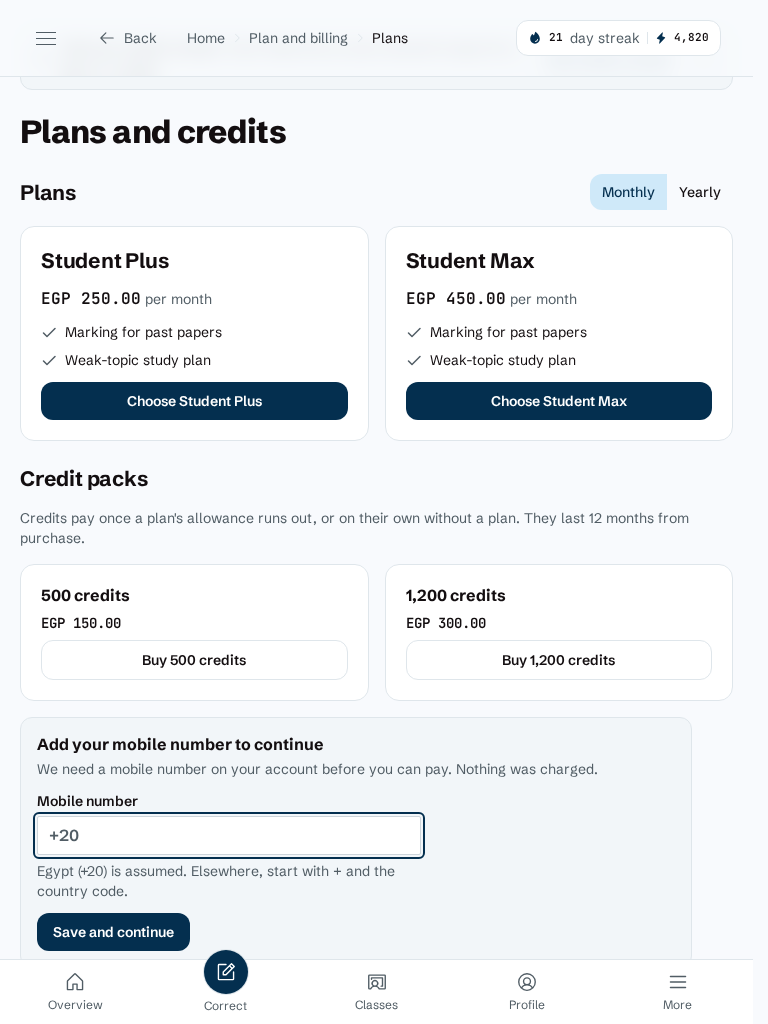 Back Home Plan and billing Plans 21 day streak 4,820
Plans and credits
Plans Monthly Yearly
Student Plus
EGP 250.00 per month
Marking for past papers
Weak-topic study plan
Choose Student Plus
Student Max
EGP 450.00 per month
Marking for past papers
Weak-topic study plan
Choose Student Max
Credit packs
Credits pay once a plan's allowance runs out, or on their own without a plan. They last 12 months from
purchase.
500 credits
EGP 150.00
Buy 500 credits
1,200 credits
EGP 300.00
Buy 1,200 credits
Add your mobile number to continue
We need a mobile number on your account before you can pay. Nothing was charged.
Mobile number
+20
Egypt (+20) is assumed. Elsewhere, start with + and the
country code.
Save and continue
Overview Correct Classes Profile More